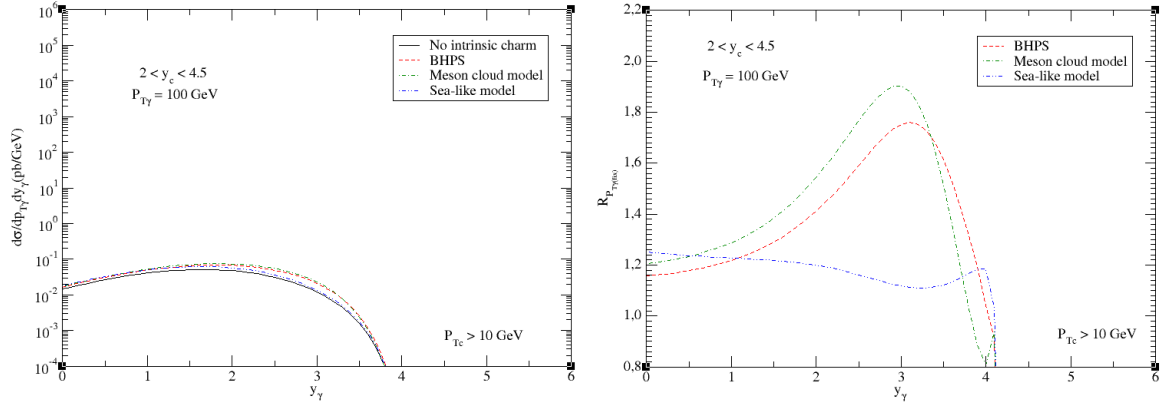 10^6
10^5
10^4
10^3
10^2
10^1
10^0
10^-1
10^-2
10^-3
10^-4
dσ/dp_Tγ dy_γ (pb/GeV)
2 < y_c < 4.5
P_Tγ = 100 GeV
No intrinsic charm
BHPS
Meson cloud model
Sea-like model
P_Tc > 10 GeV
0 1 2 3 4 5 6
y_γ
2,2
2,0
1,8
1,6
1,4
1,2
1,0
0,8
R_P_Tγ(fixo)
2 < y_c < 4.5
P_Tγ = 100 GeV
BHPS
Meson cloud model
Sea-like model
P_Tc > 10 GeV
0 1 2 3 4 5 6
y_γ